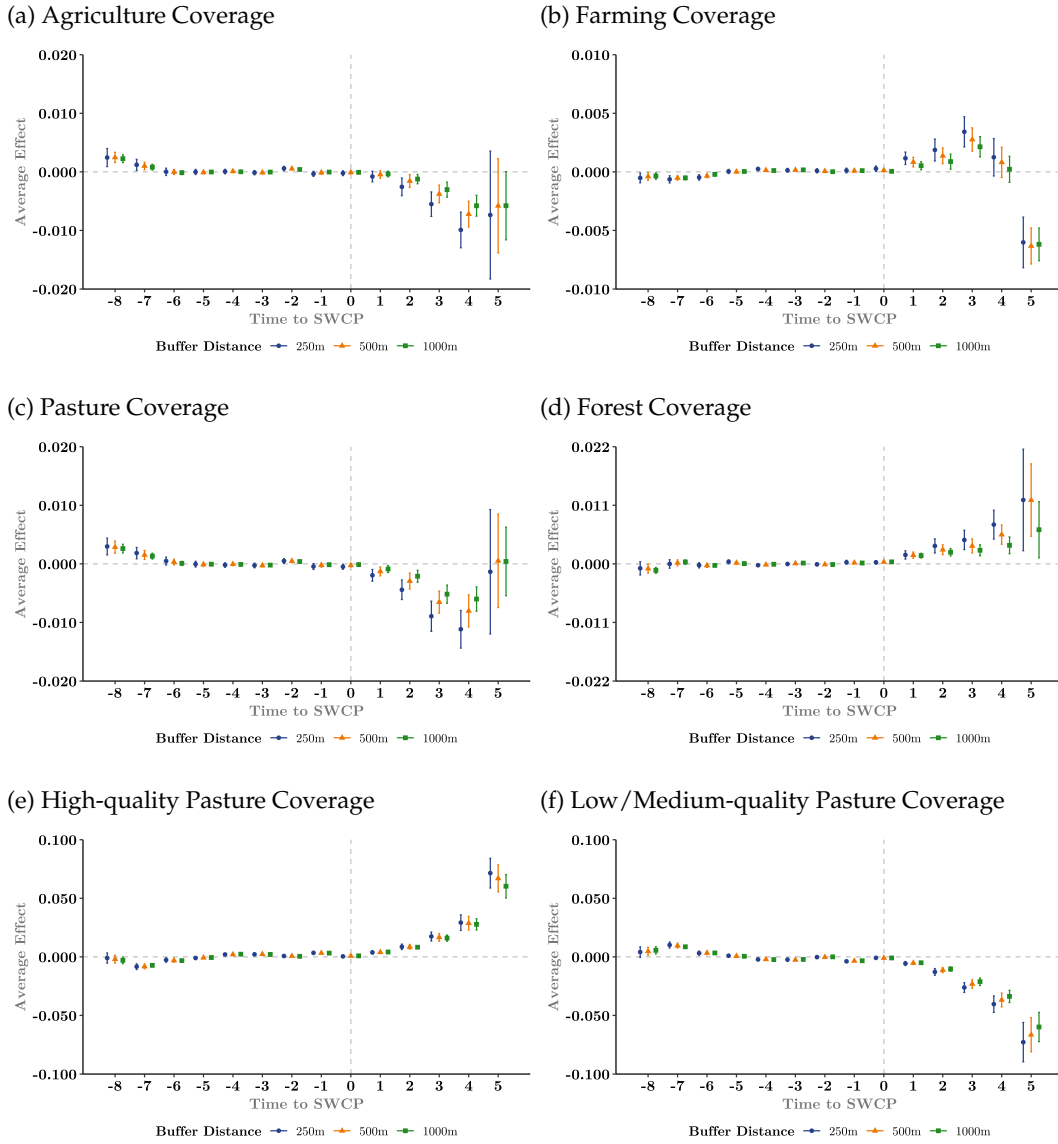 (a) Agriculture Coverage
0.020
0.010
0.000
-0.010
-0.020
Average Effect
-8 -7 -6 -5 -4 -3 -2 -1 0 1 2 3 4 5
Time to SWCP
Buffer Distance 250m 500m 1000m
(b) Farming Coverage
0.010
0.005
0.000
-0.005
-0.010
Average Effect
-8 -7 -6 -5 -4 3 -2 -1 0 1 2 3 4 5
Time to SWCP
Buffer Distance 250m 500m 1000m
(c) Pasture Coverage
0.020
0.010
0.000
-0.010
-0.020
Average Effect
-8 -7 -6 -5 -4 -3 -2 -1 0 1 2 3 4 5
Time to SWCP
Buffer Distance 250m 500m 1000m
(d) Forest Coverage
0.022
0.011
0.000
-0.011
-0.022
Average Effect
-8 -7 -6 -5 -4 3 -2 -1 0 1 2 3 4 5
Time to SWCP
Buffer Distance 250m 500m 1000m
(e) High-quality Pasture Coverage
0.100
0.050
0.000
-0.050
-0.100
Average Effect
-8 -7 -6 -5 -4 -3 -2 -1 0 1 2 3 4 5
Time to SWCP
Buffer Distance 250m 500m 1000m
(f) Low/Medium-quality Pasture Coverage
0.100
0.050
0.000
-0.050
-0.100
Average Effect
-8 -7 -6 -5 -4 3 -2 -1 0 1 2 3 4 5
Time to SWCP
Buffer Distance 250m 500m 1000m